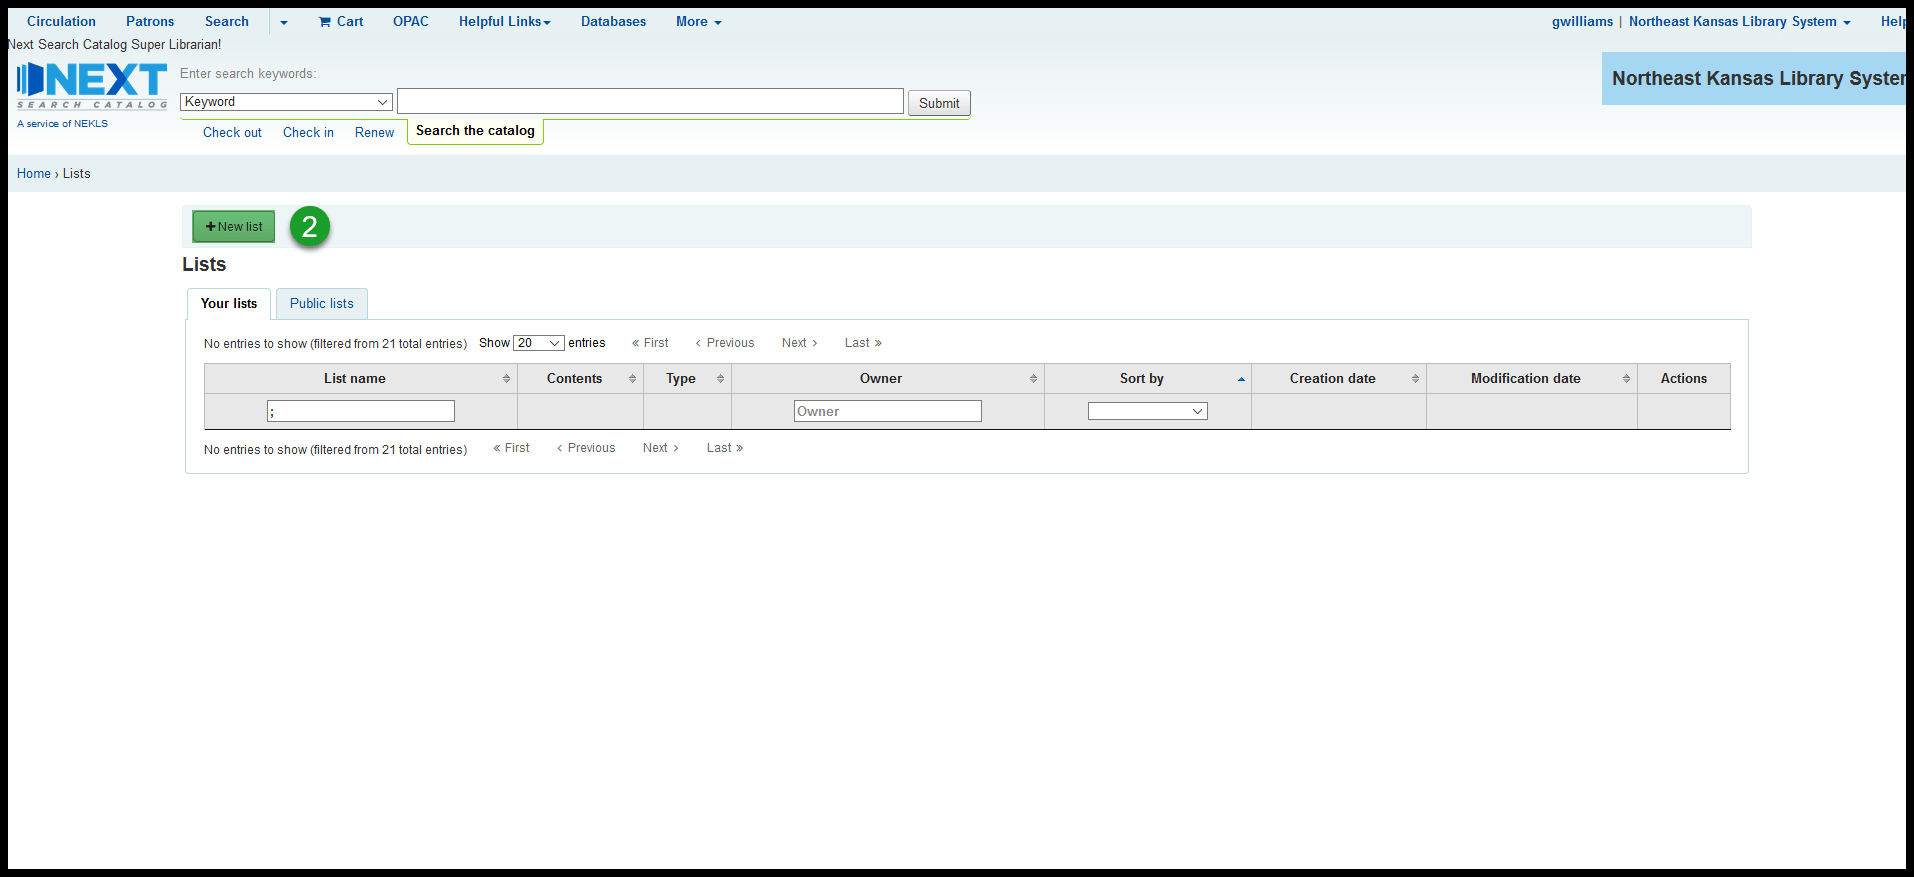 Circulation Patrons Search Cart OPAC Helpful Links Databases More gwilliams | Northeast Kansas Library System Help
Next Search Catalog Super Librarian!
NEXT
SEARCH CATALOG
A service of NEKLS
Enter search keywords:
Keyword Submit
Check out Check in Renew Search the catalog
Northeast Kansas Library System
Home › Lists
+ New list 2
Lists
Your lists Public lists
No entries to show (filtered from 21 total entries) Show 20 entries « First ‹ Previous Next › Last »
List name Contents Type Owner Sort by Creation date Modification date Actions
; Owner
No entries to show (filtered from 21 total entries) « First ‹ Previous Next › Last »